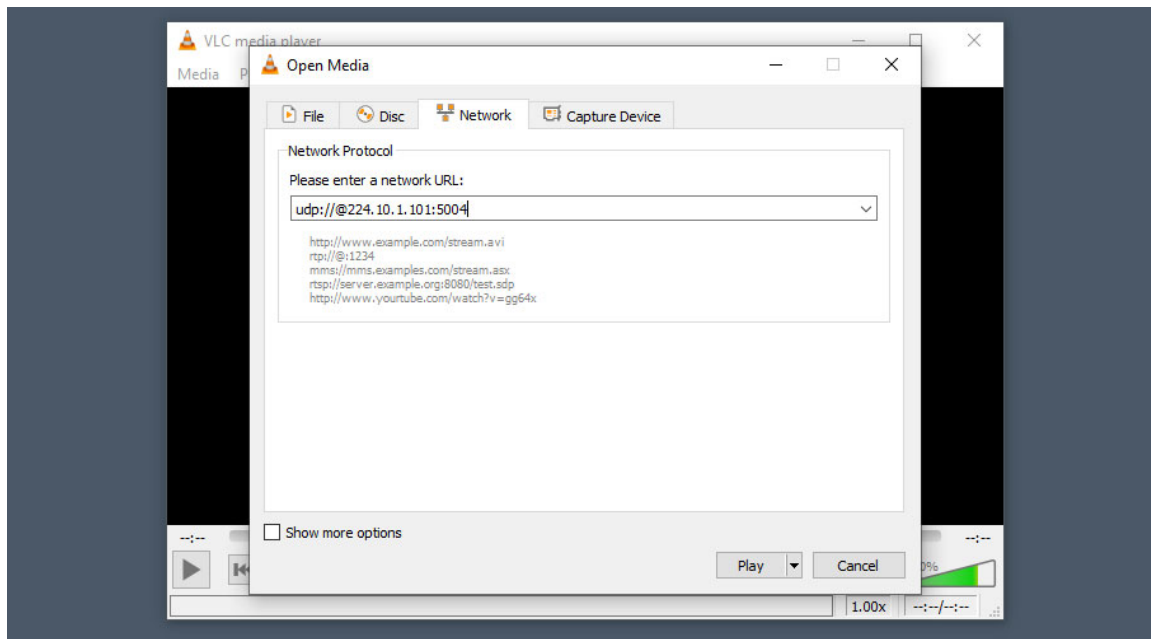 VLC media player
Media P
Open Media
File Disc Network Capture Device
Network Protocol
Please enter a network URL:
udp://@224.10.1.101:5004
http://www.example.com/stream.avi
rtp://@:1234
mms://mms.examples.com/stream.asx
rtsp://server.example.org:8080/test.sdp
http://www.yourtube.com/watch?v=gg64x
--:-- --:--
Show more options
Play Cancel
0%
1.00x --:--/--:--